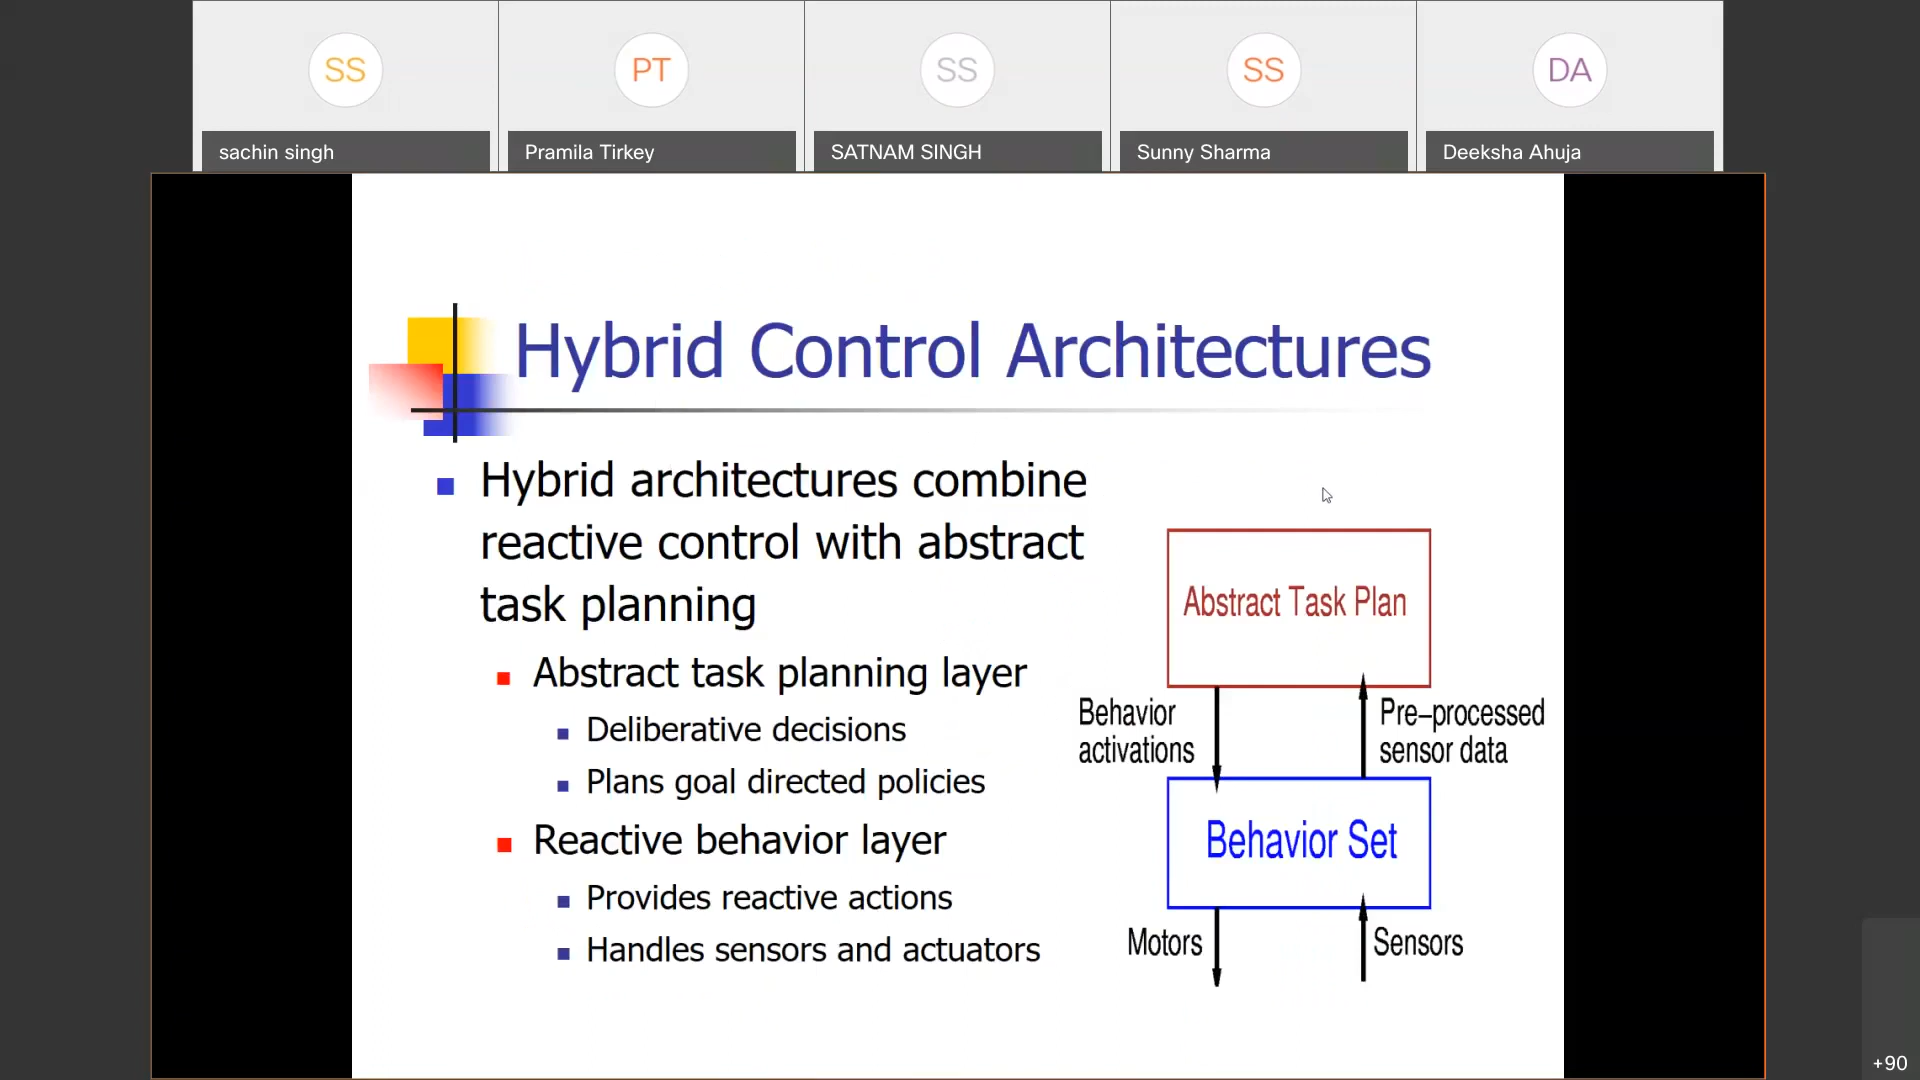 SS
PT
SS
SS
DA
sachin singh
Pramila Tirkey
SATNAM SINGH
Sunny Sharma
Deeksha Ahuja
Hybrid Control Architectures
Hybrid architectures combine
reactive control with abstract
task planning
Abstract task planning layer
Deliberative decisions
Plans goal directed policies
Reactive behavior layer
Provides reactive actions
Handles sensors and actuators
Abstract Task Plan
Behavior
activations
Pre–processed
sensor data
Behavior Set
Motors
Sensors
+90